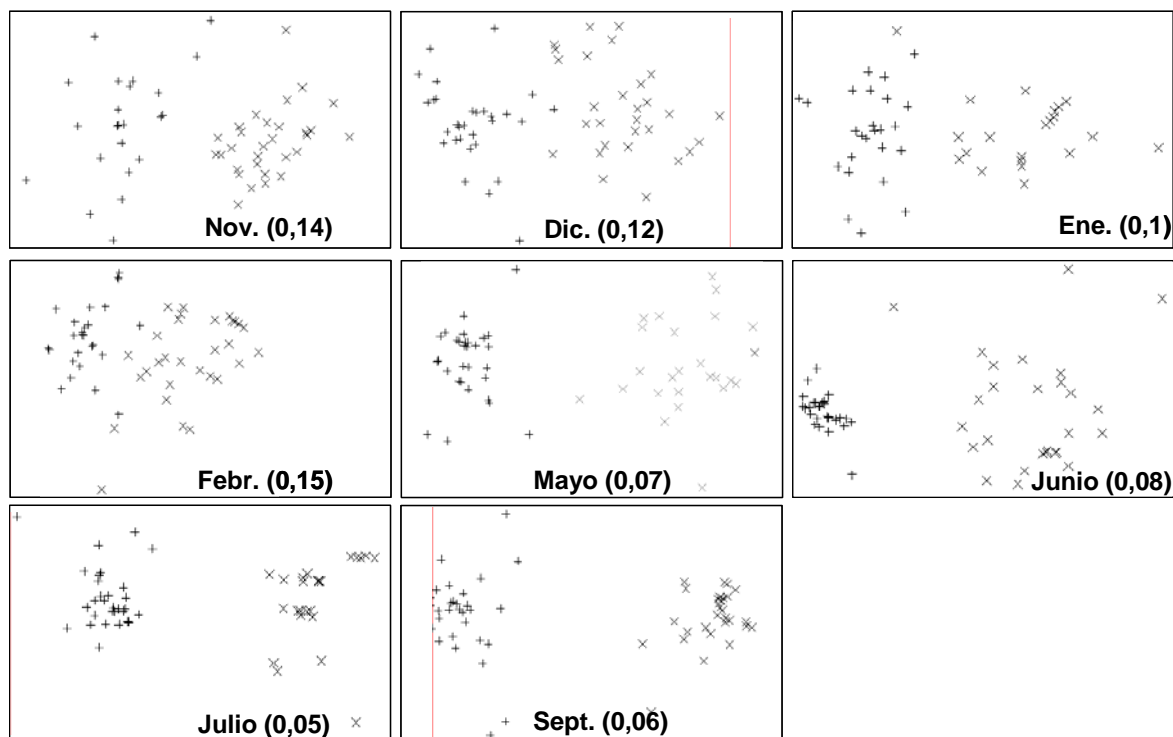 Nov. (0,14)
Dic. (0,12)
Ene. (0,1)
Febr. (0,15)
Mayo (0,07)
Junio (0,08)
Julio (0,05)
Sept. (0,06)